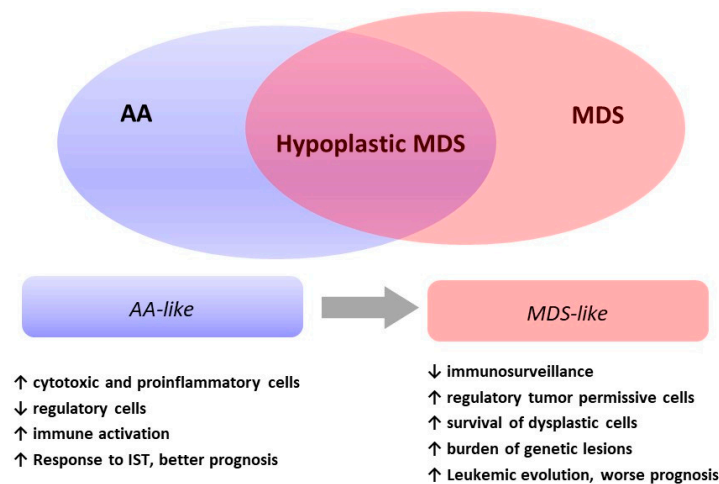 AA
MDS
Hypoplastic MDS
AA-like
MDS-like
↑ cytotoxic and proinflammatory cells
↓ regulatory cells
↑ immune activation
↑ Response to IST, better prognosis
↓ immunosurveillance
↑ regulatory tumor permissive cells
↑ survival of dysplastic cells
↑ burden of genetic lesions
↑ Leukemic evolution, worse prognosis